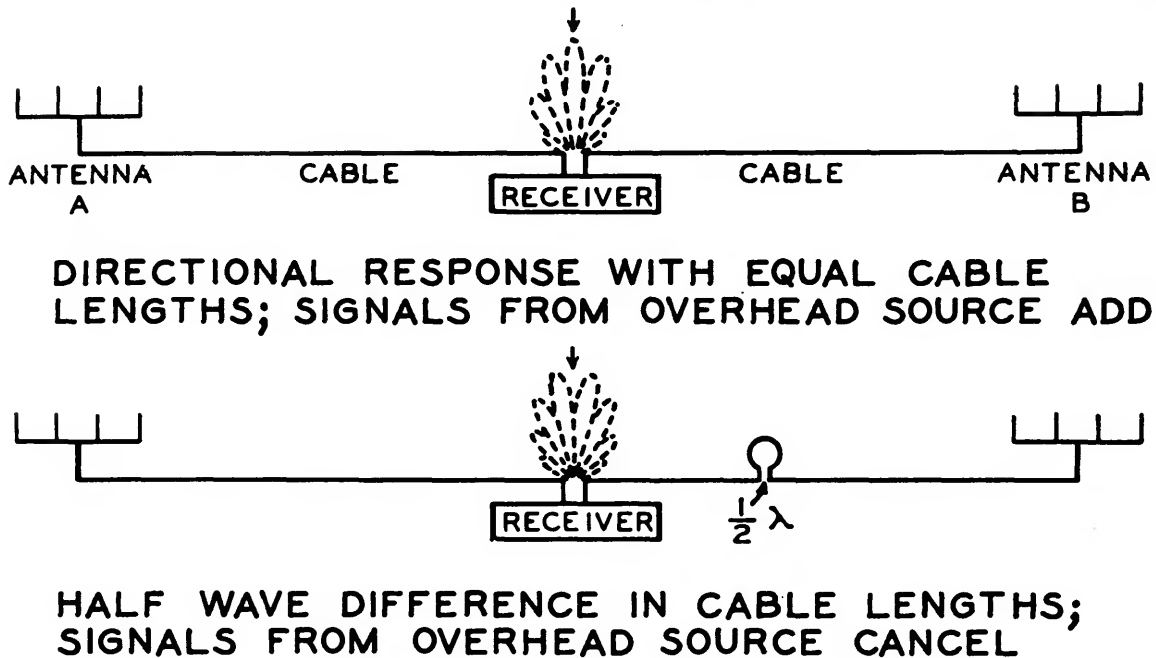 ANTENNA A
CABLE
RECEIVER
CABLE
ANTENNA B
DIRECTIONAL RESPONSE WITH EQUAL CABLE
LENGTHS; SIGNALS FROM OVERHEAD SOURCE ADD
RECEIVER
1/2 λ
HALF WAVE DIFFERENCE IN CABLE LENGTHS;
SIGNALS FROM OVERHEAD SOURCE CANCEL